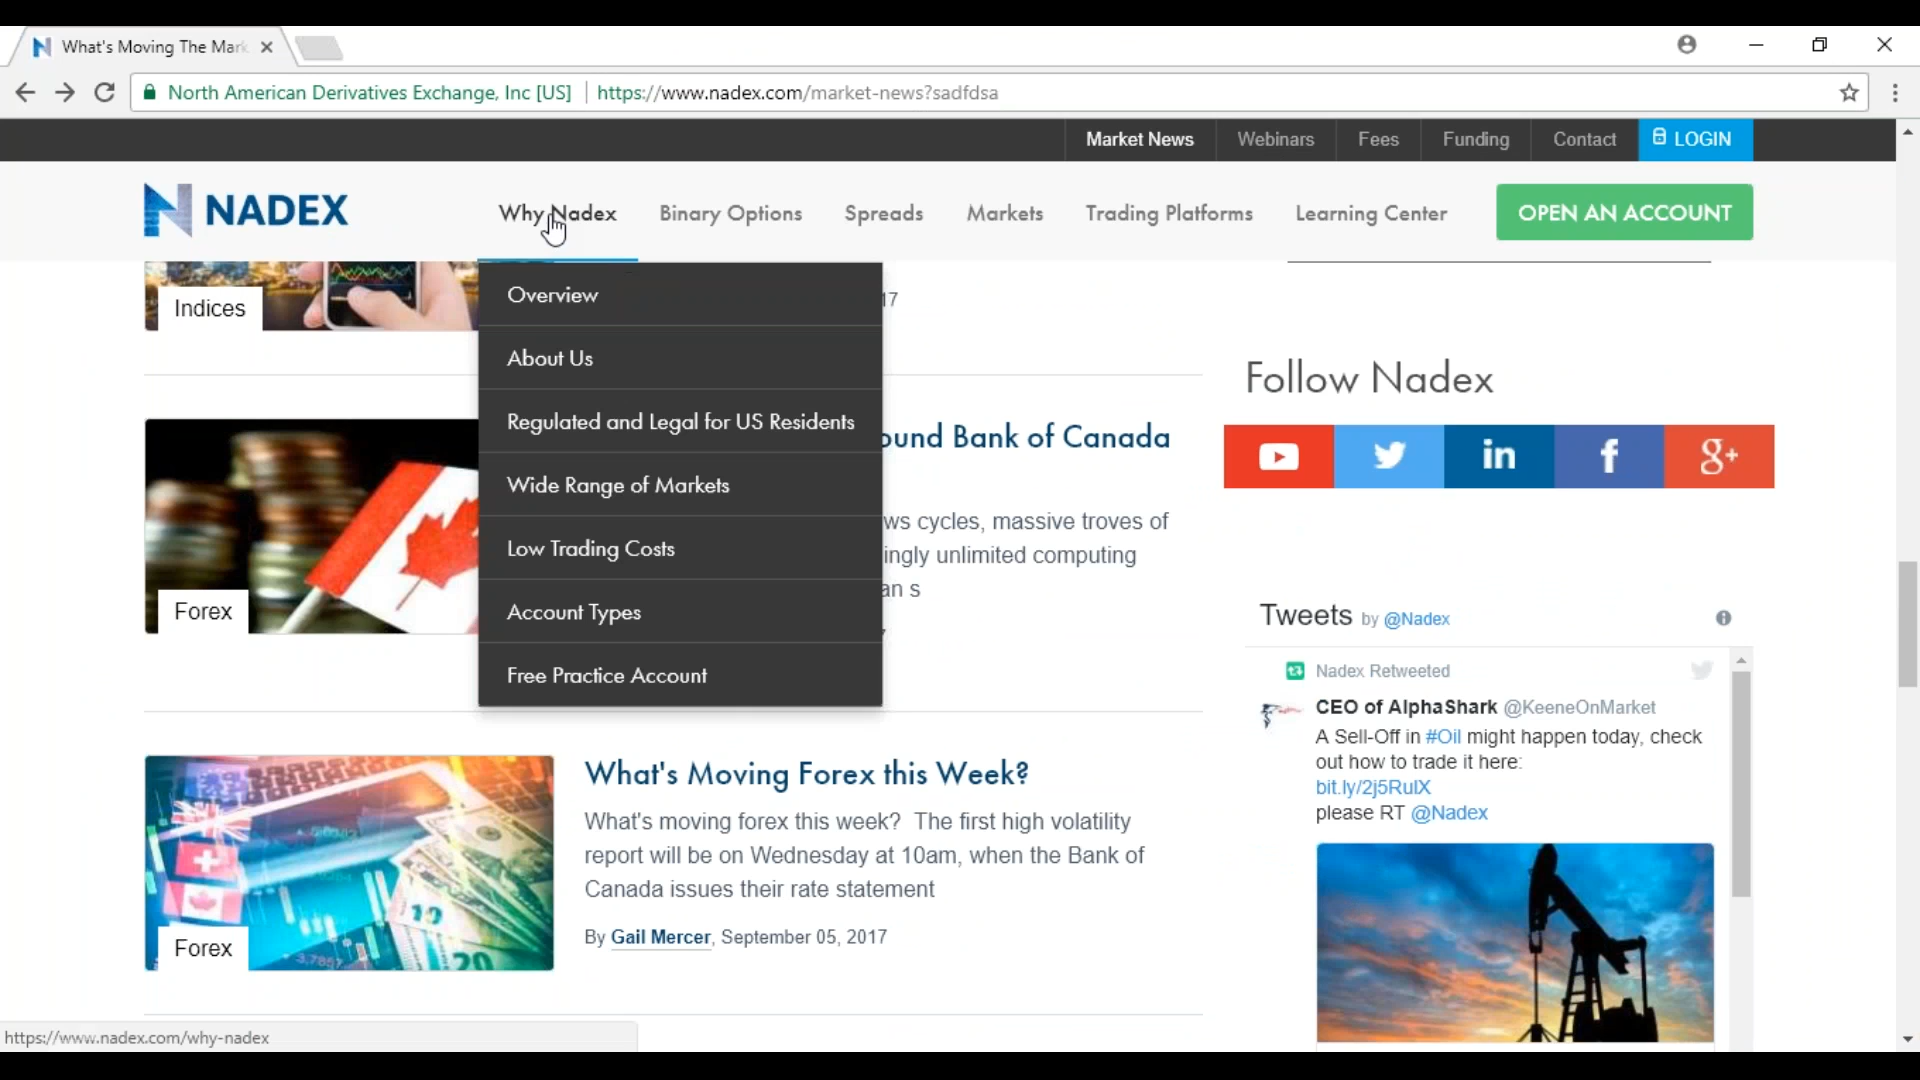 What's Moving The Mark
North American Derivatives Exchange, Inc [US] https://www.nadex.com/market-news?sadfdsa
Market News Webinars Fees Funding Contact LOGIN
NADEX Why Nadex Binary Options Spreads Markets Trading Platforms Learning Center OPEN AN ACCOUNT
Overview
About Us
Regulated and Legal for US Residents
Wide Range of Markets
Low Trading Costs
Account Types
Free Practice Account
Indices
17
Forex
ound Bank of Canada
ws cycles, massive troves of
ingly unlimited computing
an s
Forex
What's Moving Forex this Week?
What's moving forex this week? The first high volatility
report will be on Wednesday at 10am, when the Bank of
Canada issues their rate statement
By Gail Mercer, September 05, 2017
Follow Nadex
in f g+
Tweets by @Nadex
Nadex Retweeted
CEO of AlphaShark @KeeneOnMarket
A Sell-Off in #Oil might happen today, check
out how to trade it here:
bit.ly/2j5RulX
please RT @Nadex
https://www.nadex.com/why-nadex